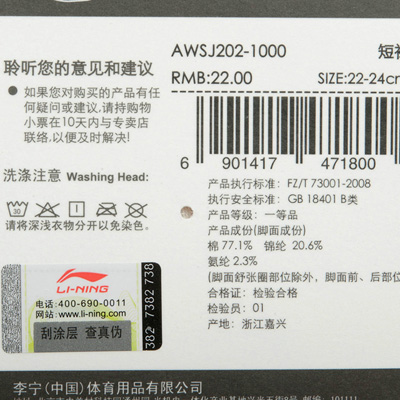 AWSJ202-1000
短袜
聆听您的意见和建议
RMB:22.00 SIZE:22-24cm
如果您对购买的产品有
任何疑问或建议,请持购物
小票在10天内与专卖店
联络,以便及时解决!
6 901417 471800
洗涤注意 Washing Head:
30
请将深浅衣物分开以免染色。
产品执行标准: FZ/T 73001-2008
执行安全标准: GB 18401 B类
产品等级: 一等品
产品成份(脚面成份)
棉 77.1% 锦纶 20.6%
氨纶 2.3%
(脚面舒张圈部位除外,脚面前、后部位
合格证: 检验合格
检验员: 01
产地: 浙江嘉兴
LI-NING
电话:400-690-0011
www.li-ning.com
刮涂层 查真伪
382 7382 738
李宁(中国)体育用品有限公司